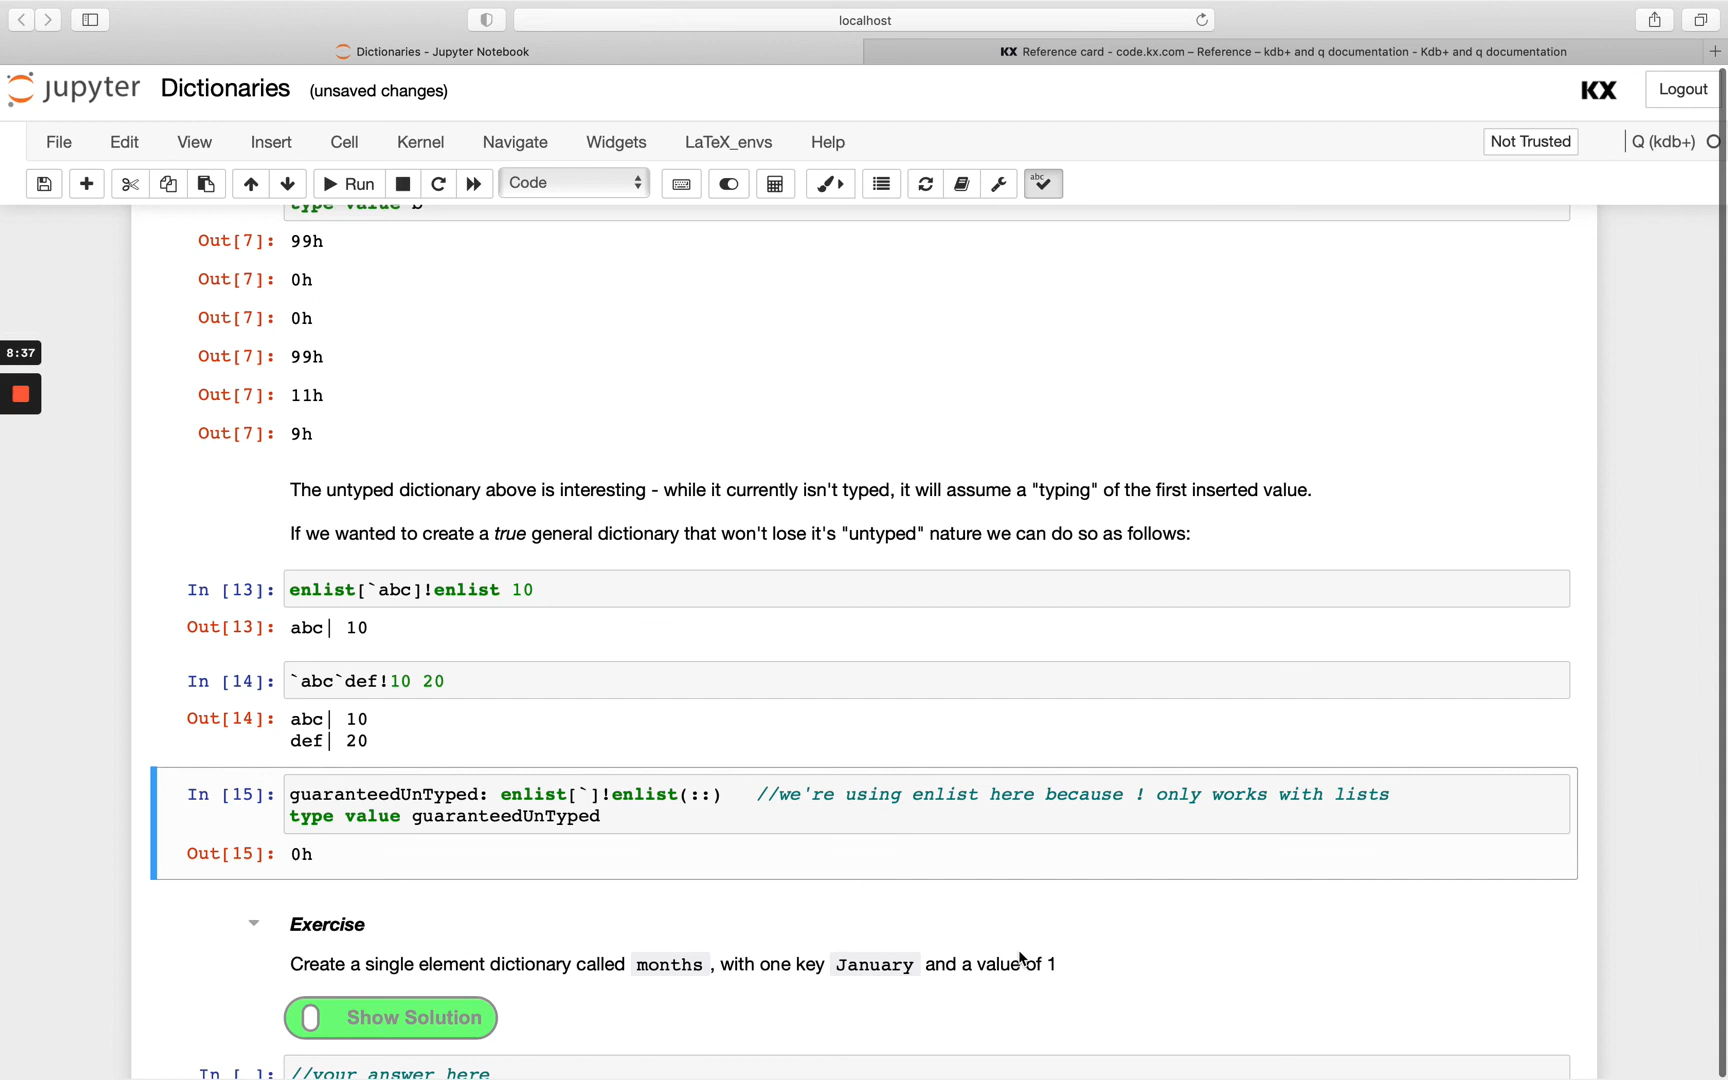 localhost
Dictionaries - Jupyter Notebook
KX Reference card - code.kx.com – Reference – kdb+ and q documentation - Kdb+ and q documentation
jupyter Dictionaries (unsaved changes)
KX
Logout
File Edit View Insert Cell Kernel Navigate Widgets LaTeX_envs Help
Not Trusted
Q (kdb+)
Run
Code
abc
type value b
Out[7]: 99h
Out[7]: 0h
Out[7]: 0h
8:37
Out[7]: 99h
Out[7]: 11h
Out[7]: 9h
The untyped dictionary above is interesting - while it currently isn't typed, it will assume a "typing" of the first inserted value.
If we wanted to create a true general dictionary that won't lose it's "untyped" nature we can do so as follows:
In [13]: enlist[`abc]!enlist 10
Out[13]: abc| 10
In [14]: `abc`def!10 20
Out[14]: abc| 10
def| 20
In [15]: guaranteedUnTyped: enlist[`]!enlist(::) //we're using enlist here because ! only works with lists
type value guaranteedUnTyped
Out[15]: 0h
Exercise
Create a single element dictionary called months , with one key January and a value of 1
Show Solution
In [ ]: //your answer here